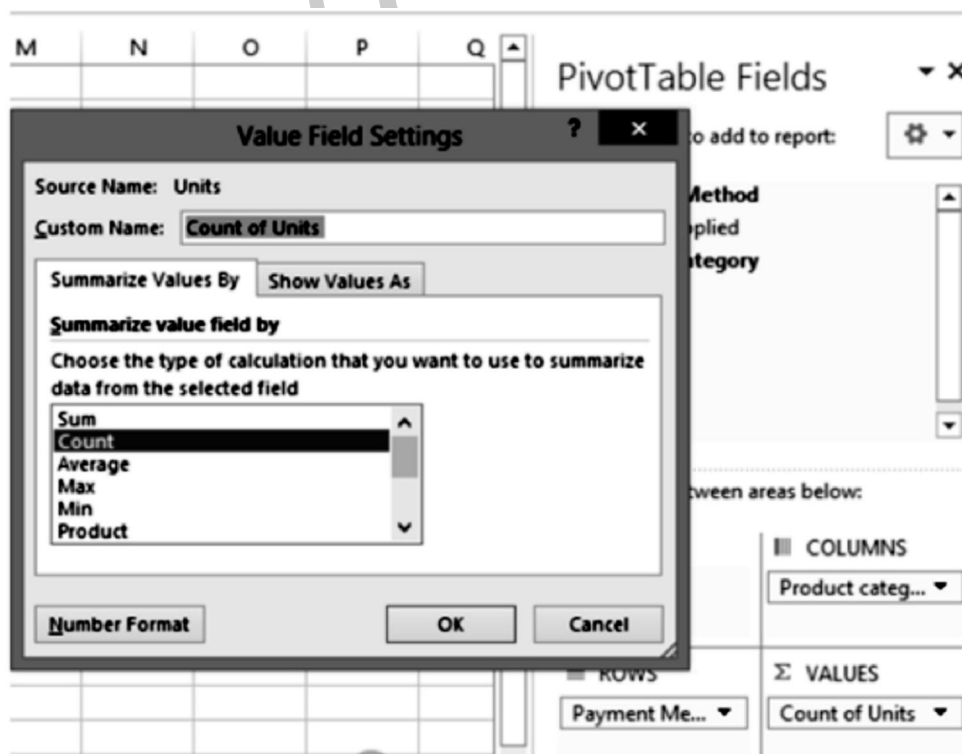 M N O P Q
PivotTable Fields
Value Field Settings ? ×
to add to report:
Source Name: Units
Method
Custom Name: Count of Units
pplied
tegory
Summarize Values By Show Values As
Summarize value field by
Choose the type of calculation that you want to use to summarize
data from the selected field
Sum
Count
Average
Max
Min
Product
tween areas below:
COLUMNS
Product categ...
Number Format OK Cancel
ROWS Σ VALUES
Payment Me... Count of Units